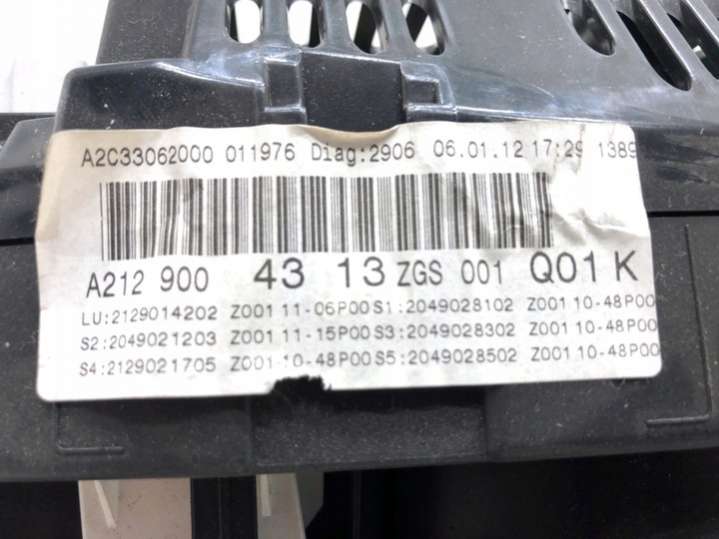 A2C33062000 011976 Diag:2906 06.01.12 17:29 1389
A212 900 43 13 ZGS 001 Q01 K
LU:2129014202 Z001 11-06P00 S1:2049028102 Z001 10-48P00
S2:2049021203 Z001 11-15P00 S3:2049028302 Z001 10-48P00
S4:2129021705 Z001 10-48P00 S5:2049028502 Z001 10-48P00